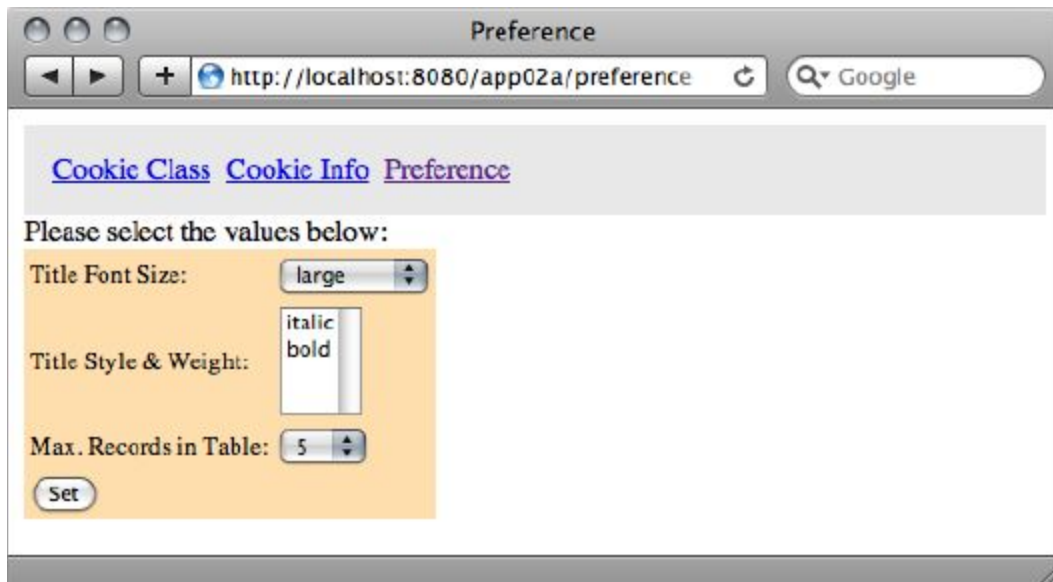 Preference
http://localhost:8080/app02a/preference Google
Cookie Class Cookie Info Preference
Please select the values below:
Title Font Size: large
italic
bold
Title Style & Weight:
Max. Records in Table: 5
Set